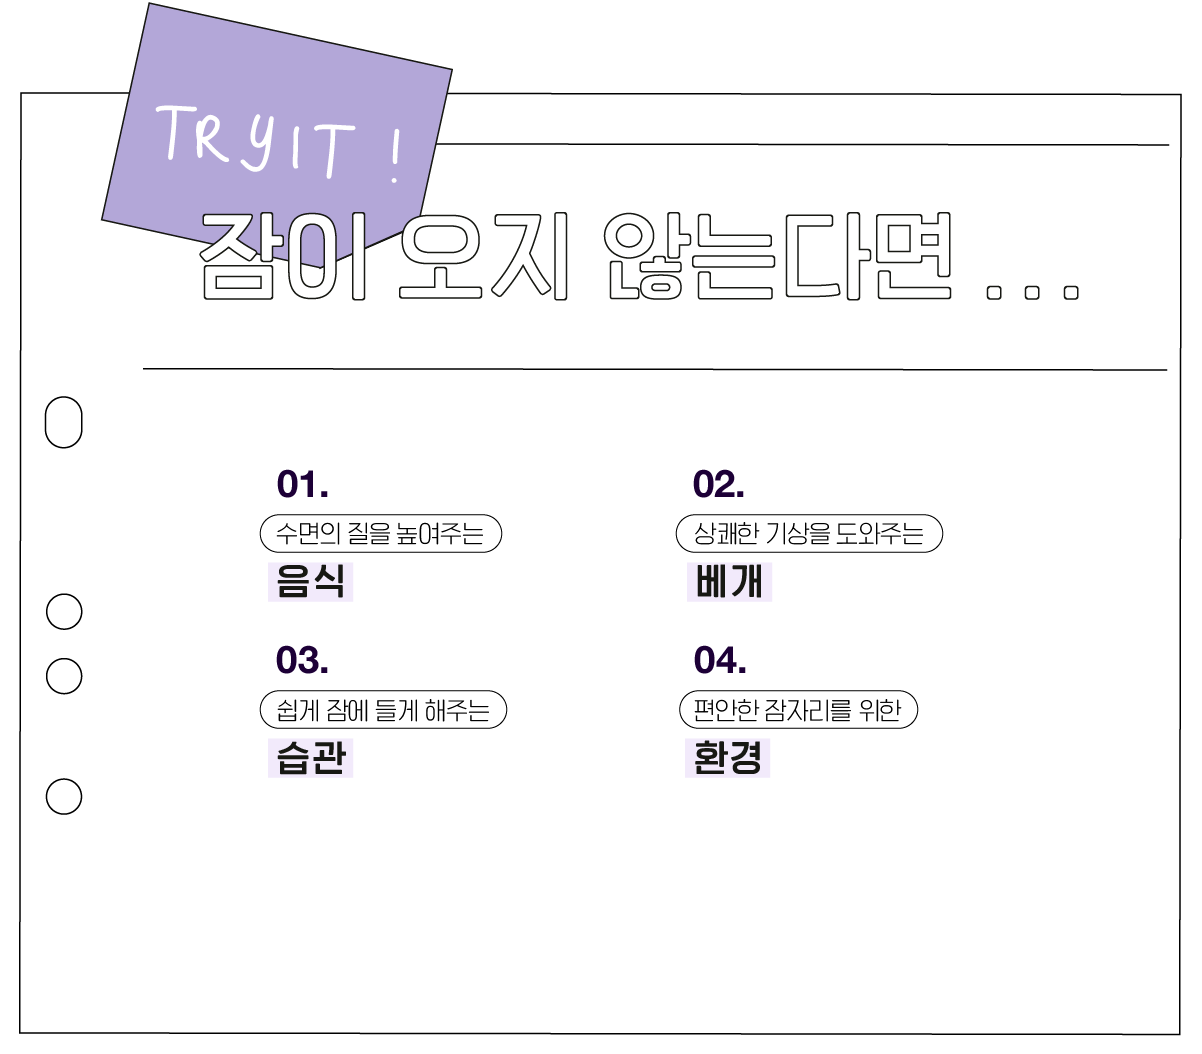 TRY IT !
잠이 오지 않는다면 ...
01.
수면의 질을 높여주는
음식
02.
상쾌한 기상을 도와주는
베개
03.
쉽게 잠에 들게 해주는
습관
04.
편안한 잠자리를 위한
환경